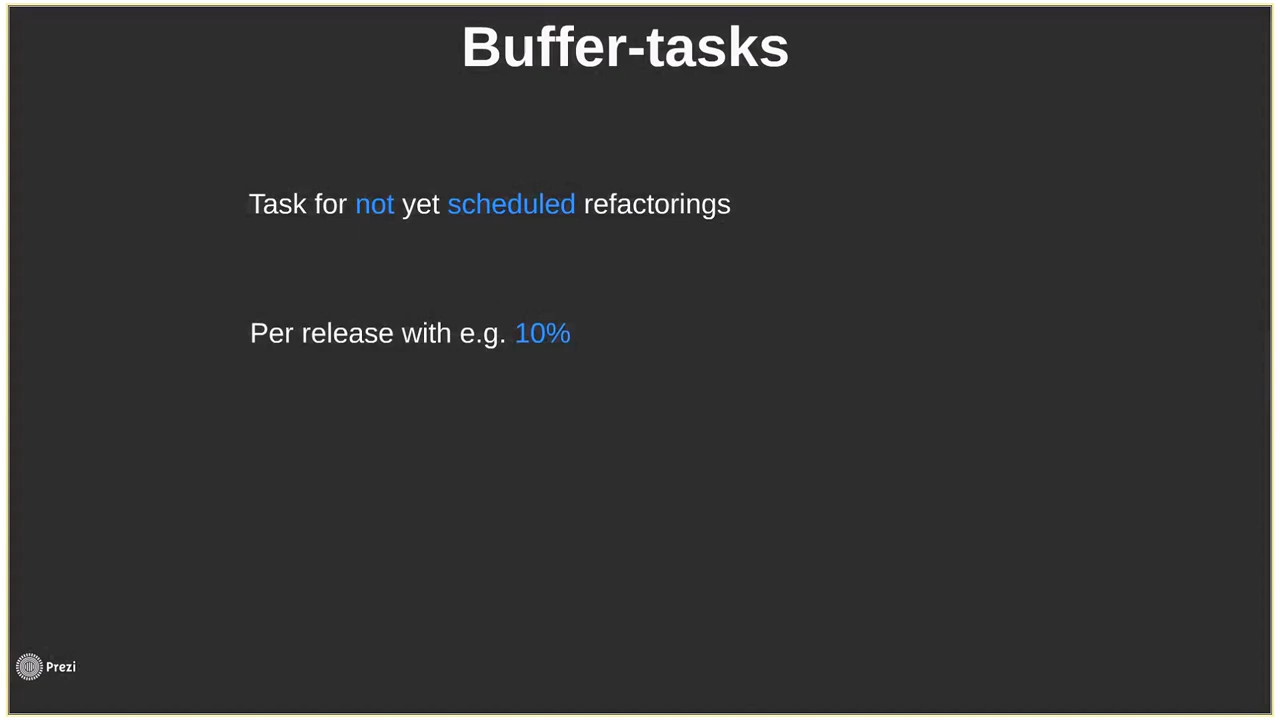 Buffer-tasks
Task for not yet scheduled refactorings
Per release with e.g. 10%
Prezi